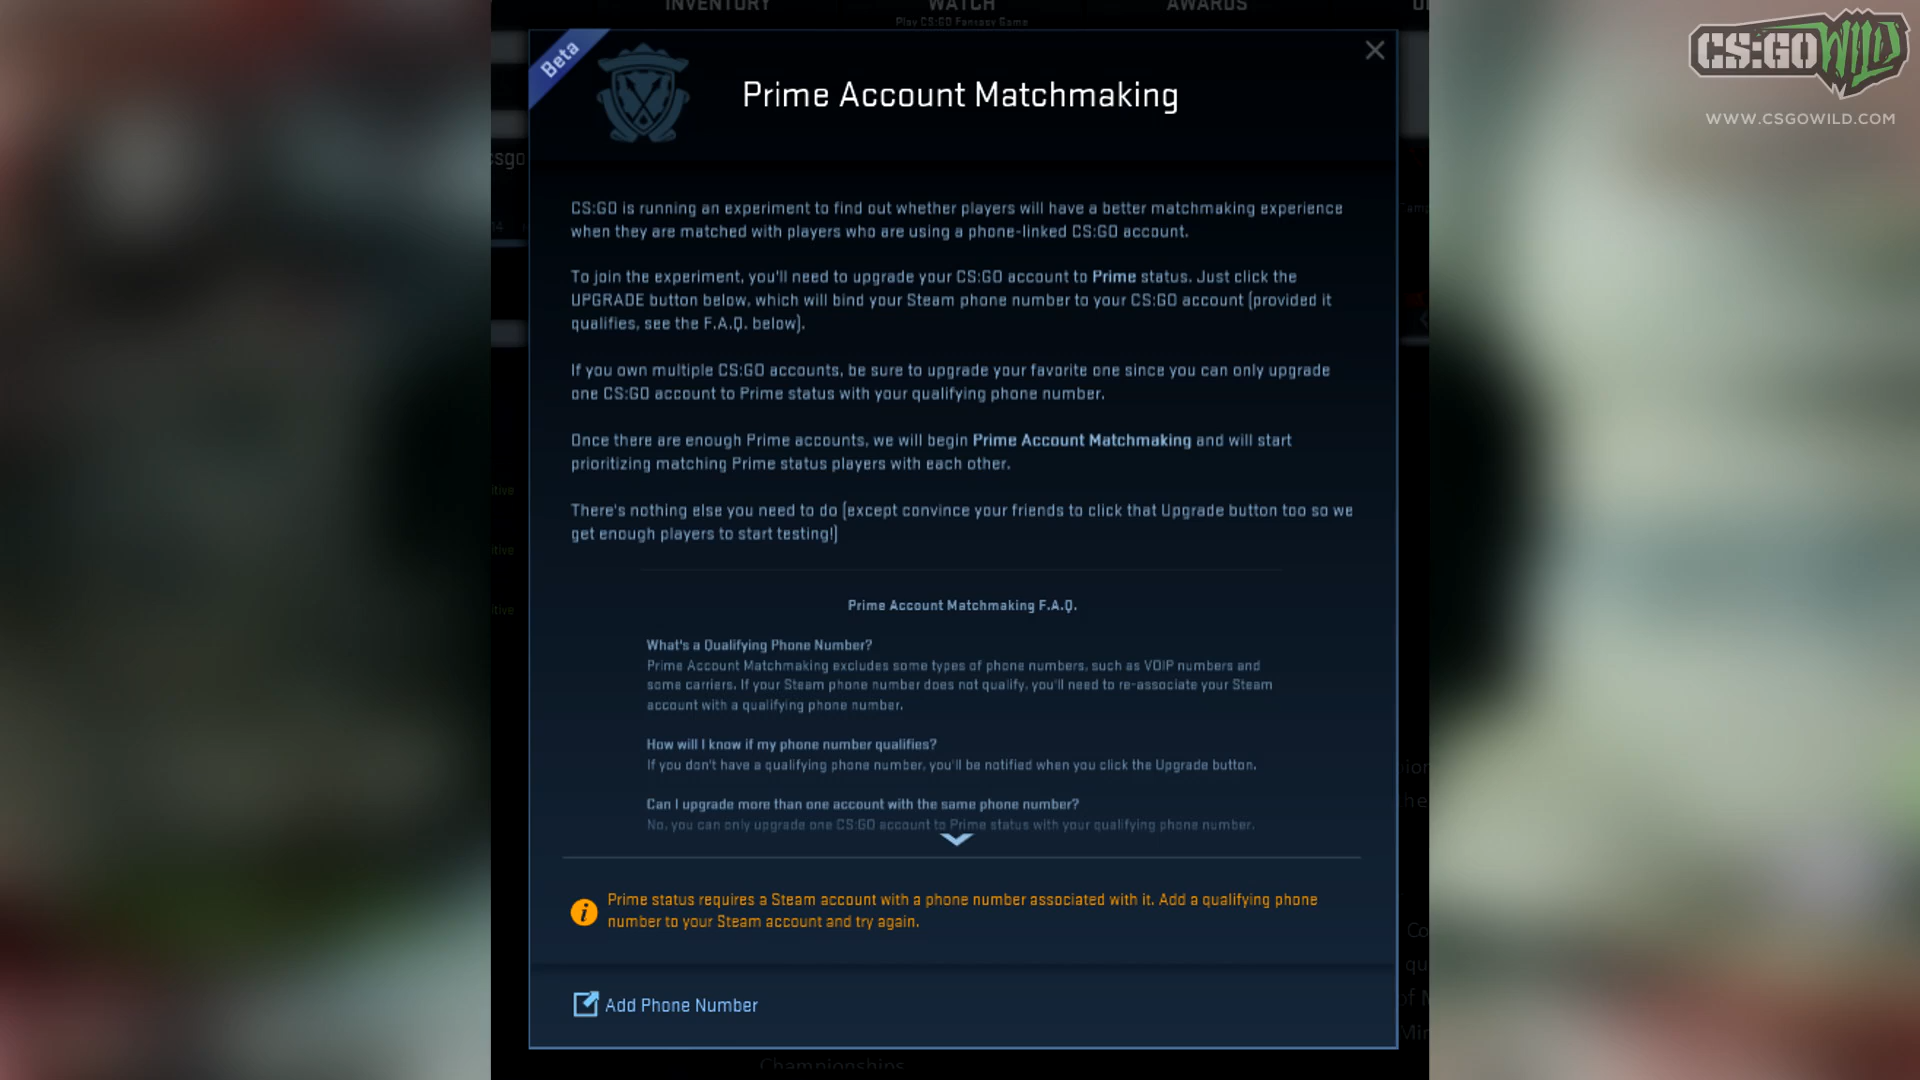 INVENTORY
WATCH
AWARDS
Play CS:GO Fantasy Game
CS:GO WILD
WWW.CSGOWILD.COM
Beta
Prime Account Matchmaking
CS:GO is running an experiment to find out whether players will have a better matchmaking experience
when they are matched with players who are using a phone-linked CS:GO account.
To join the experiment, you'll need to upgrade your CS:GO account to Prime status. Just click the
UPGRADE button below, which will bind your Steam phone number to your CS:GO account (provided it
qualifies, see the F.A.Q. below).
If you own multiple CS:GO accounts, be sure to upgrade your favorite one since you can only upgrade
one CS:GO account to Prime status with your qualifying phone number.
Once there are enough Prime accounts, we will begin Prime Account Matchmaking and will start
prioritizing matching Prime status players with each other.
There's nothing else you need to do (except convince your friends to click that Upgrade button too so we
get enough players to start testing!)
Prime Account Matchmaking F.A.Q.
What's a Qualifying Phone Number?
Prime Account Matchmaking excludes some types of phone numbers, such as VOIP numbers and
some carriers. If your Steam phone number does not qualify, you'll need to re-associate your Steam
account with a qualifying phone number.
How will I know if my phone number qualifies?
If you don't have a qualifying phone number, you'll be notified when you click the Upgrade button.
Can I upgrade more than one account with the same phone number?
No, you can only upgrade one CS:GO account to Prime status with your qualifying phone number.
Prime status requires a Steam account with a phone number associated with it. Add a qualifying phone
number to your Steam account and try again.
Add Phone Number
Championships